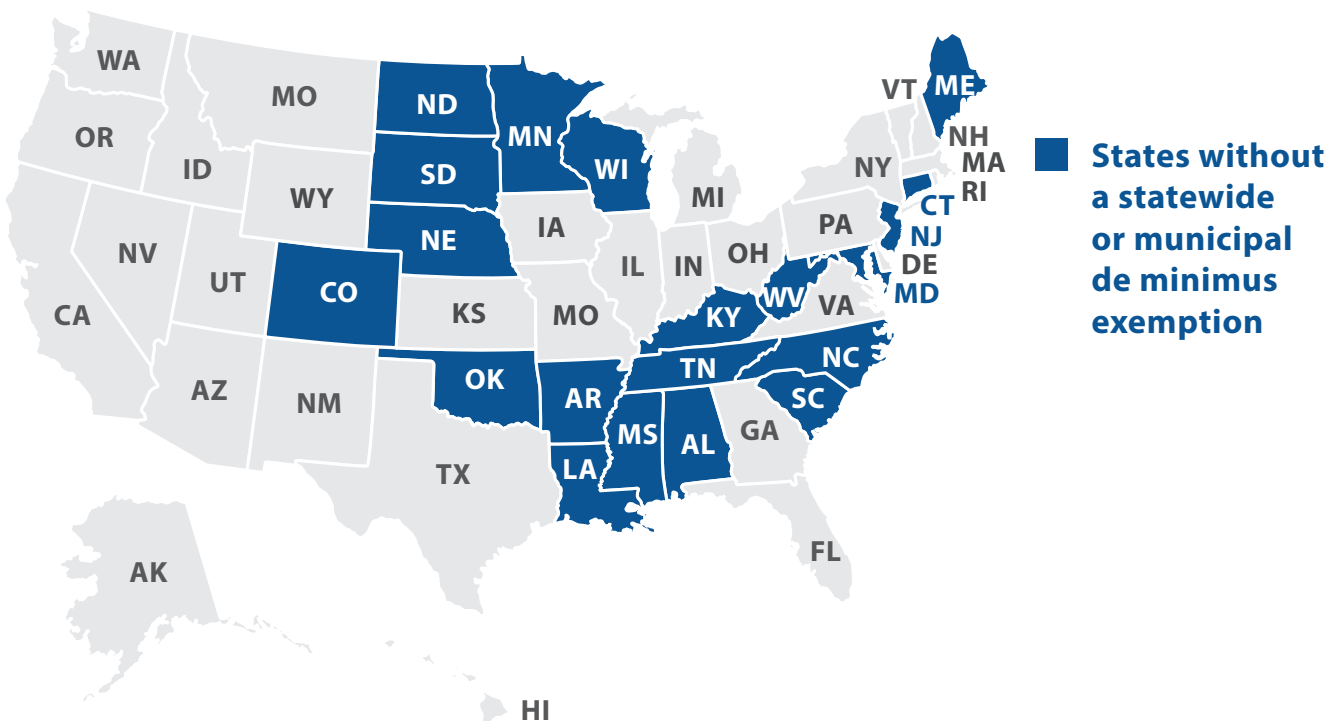 WA
MO
ND
MN
VT
ME
OR
ID
SD
WI
NH
MA
WY
NY
RI
MI
CT
NE
IA
PA
NJ
NV
OH
DE
UT
IL
IN
MD
CO
WV
VA
CA
KS
MO
KY
NC
TN
AZ
OK
NM
AR
SC
MS
AL
GA
TX
LA
FL
AK
HI
States without
a statewide
or municipal
de minimus
exemption